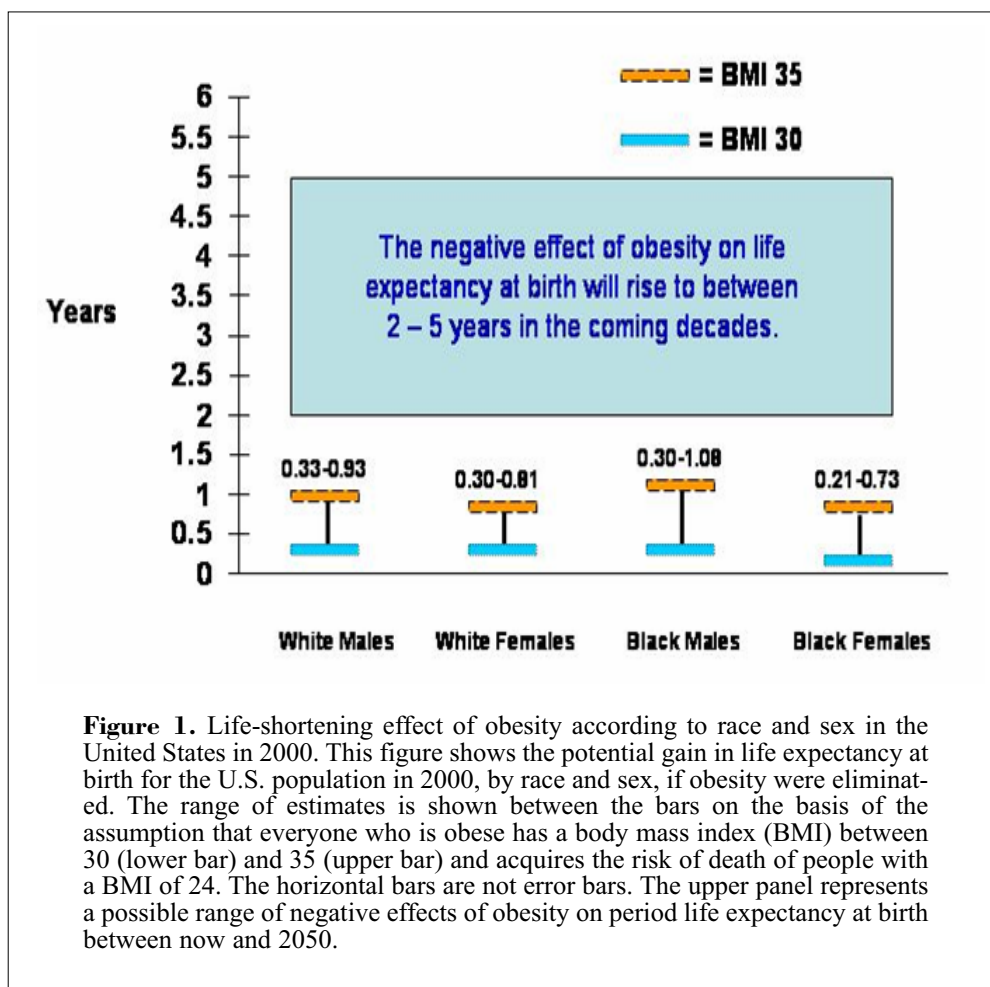 = BMI 35
= BMI 30
6
5.5
5
4.5
4
3.5
3
2.5
2
1.5
1
0.5
0
Years
The negative effect of obesity on life
expectancy at birth will rise to between
2 – 5 years in the coming decades.
0.33-0.93
0.30-0.81
0.30-1.08
0.21-0.73
White Males
White Females
Black Males
Black Females
Figure 1. Life-shortening effect of obesity according to race and sex in the
United States in 2000. This figure shows the potential gain in life expectancy at
birth for the U.S. population in 2000, by race and sex, if obesity were eliminat-
ed. The range of estimates is shown between the bars on the basis of the
assumption that everyone who is obese has a body mass index (BMI) between
30 (lower bar) and 35 (upper bar) and acquires the risk of death of people with
a BMI of 24. The horizontal bars are not error bars. The upper panel represents
a possible range of negative effects of obesity on period life expectancy at birth
between now and 2050.